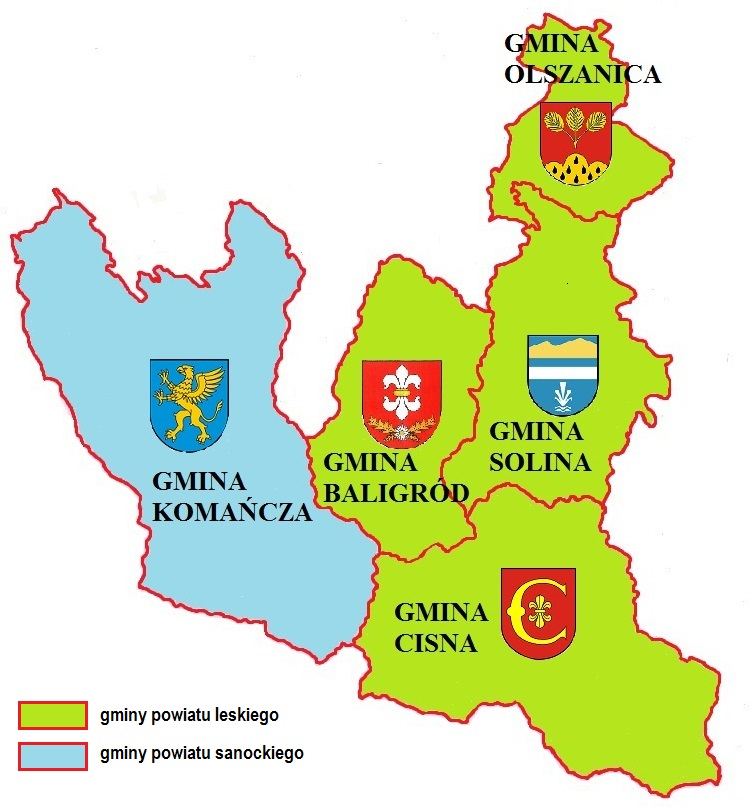 GMINA
OLSZANICA
GMINA
SOLINA
GMINA
BALIGRÓD
GMINA
KOMAŃCZA
GMINA
CISNA
C
gminy powiatu leskiego
gminy powiatu sanockiego